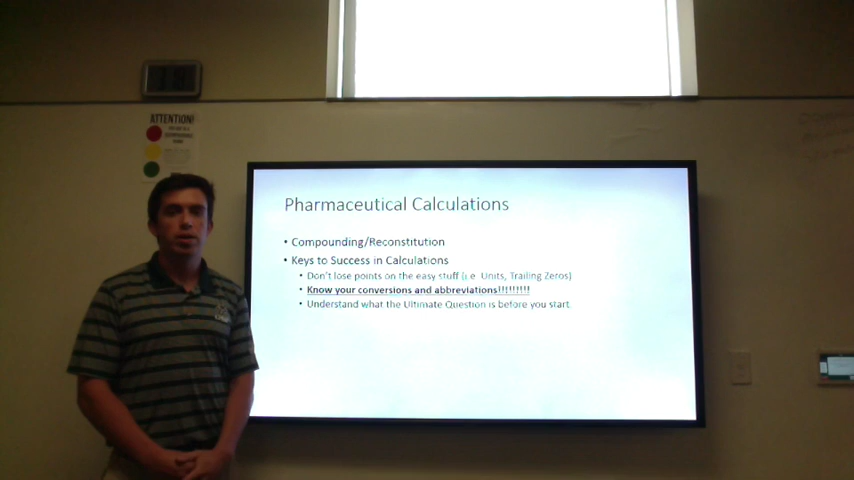 ATTENTION!
Pharmaceutical Calculations
• Compounding/Reconstitution
• Keys to Success in Calculations
• Don't lose points on the easy stuff (i.e. Units, Trailing Zeros)
• Know your conversions and abbreviations!!!!!!!!!
• Understand what the Ultimate Question is before you start